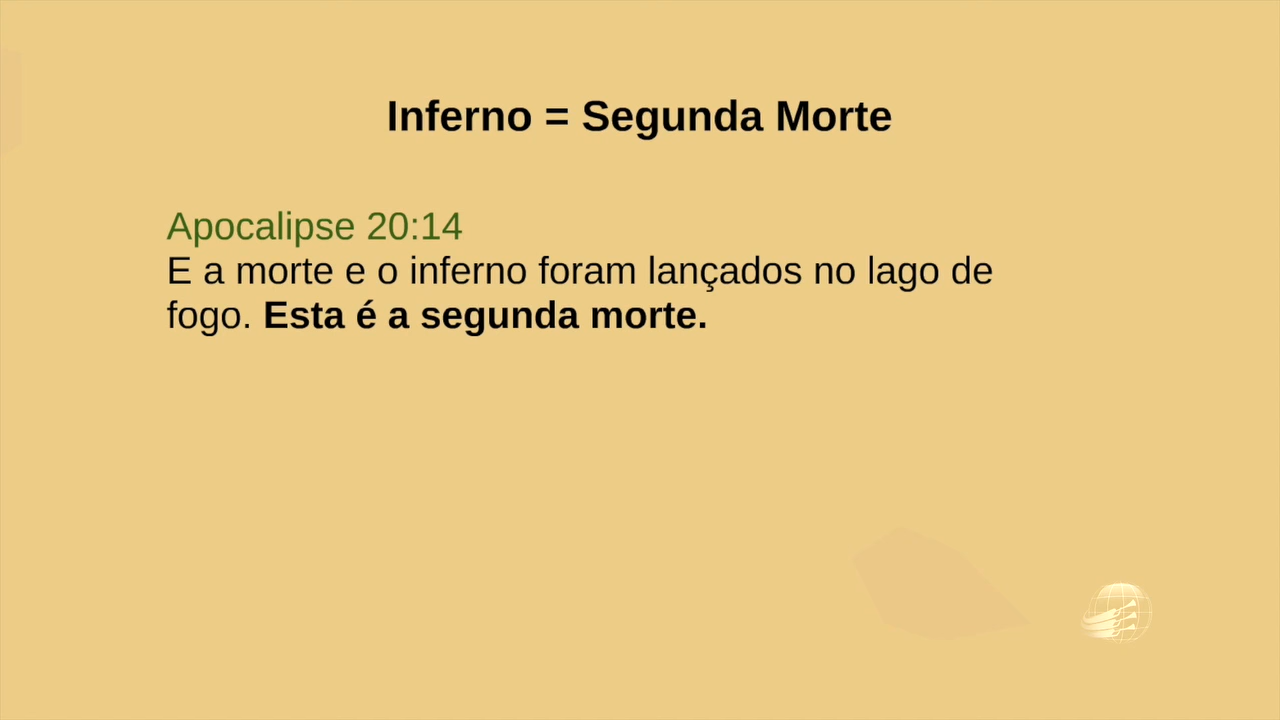 Inferno = Segunda Morte
Apocalipse 20:14
E a morte e o inferno foram lançados no lago de
fogo. Esta é a segunda morte.